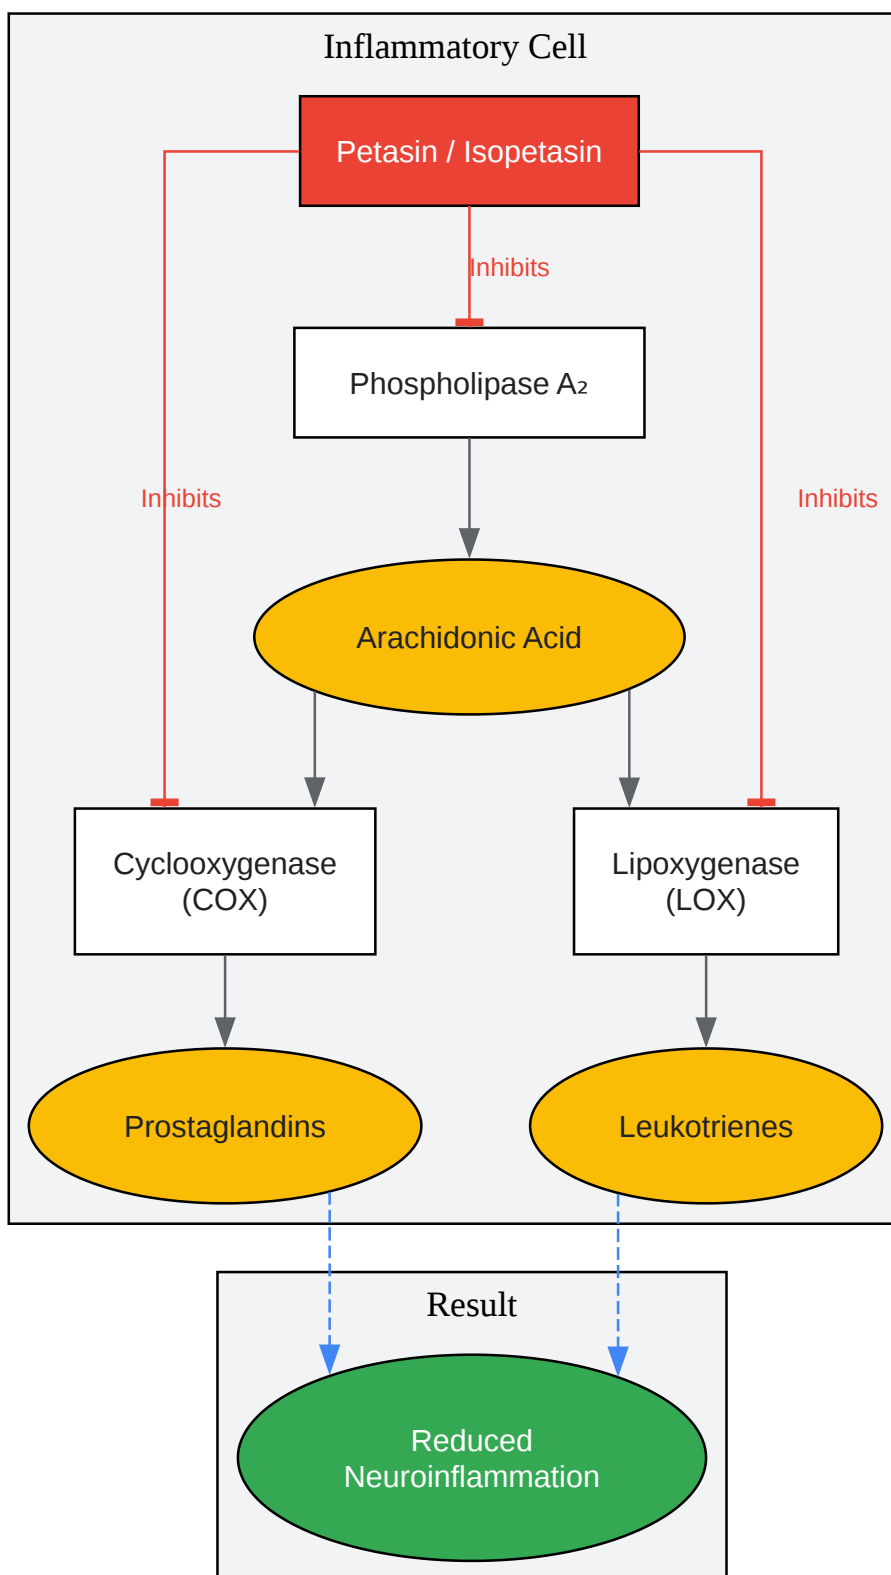 Inflammatory Cell
Petasin / Isopetasin
Inhibits
Phospholipase A₂
Inhibits
Inhibits
Arachidonic Acid
Cyclooxygenase
(COX)
Lipoxygenase
(LOX)
Prostaglandins
Leukotrienes
Result
Reduced
Neuroinflammation